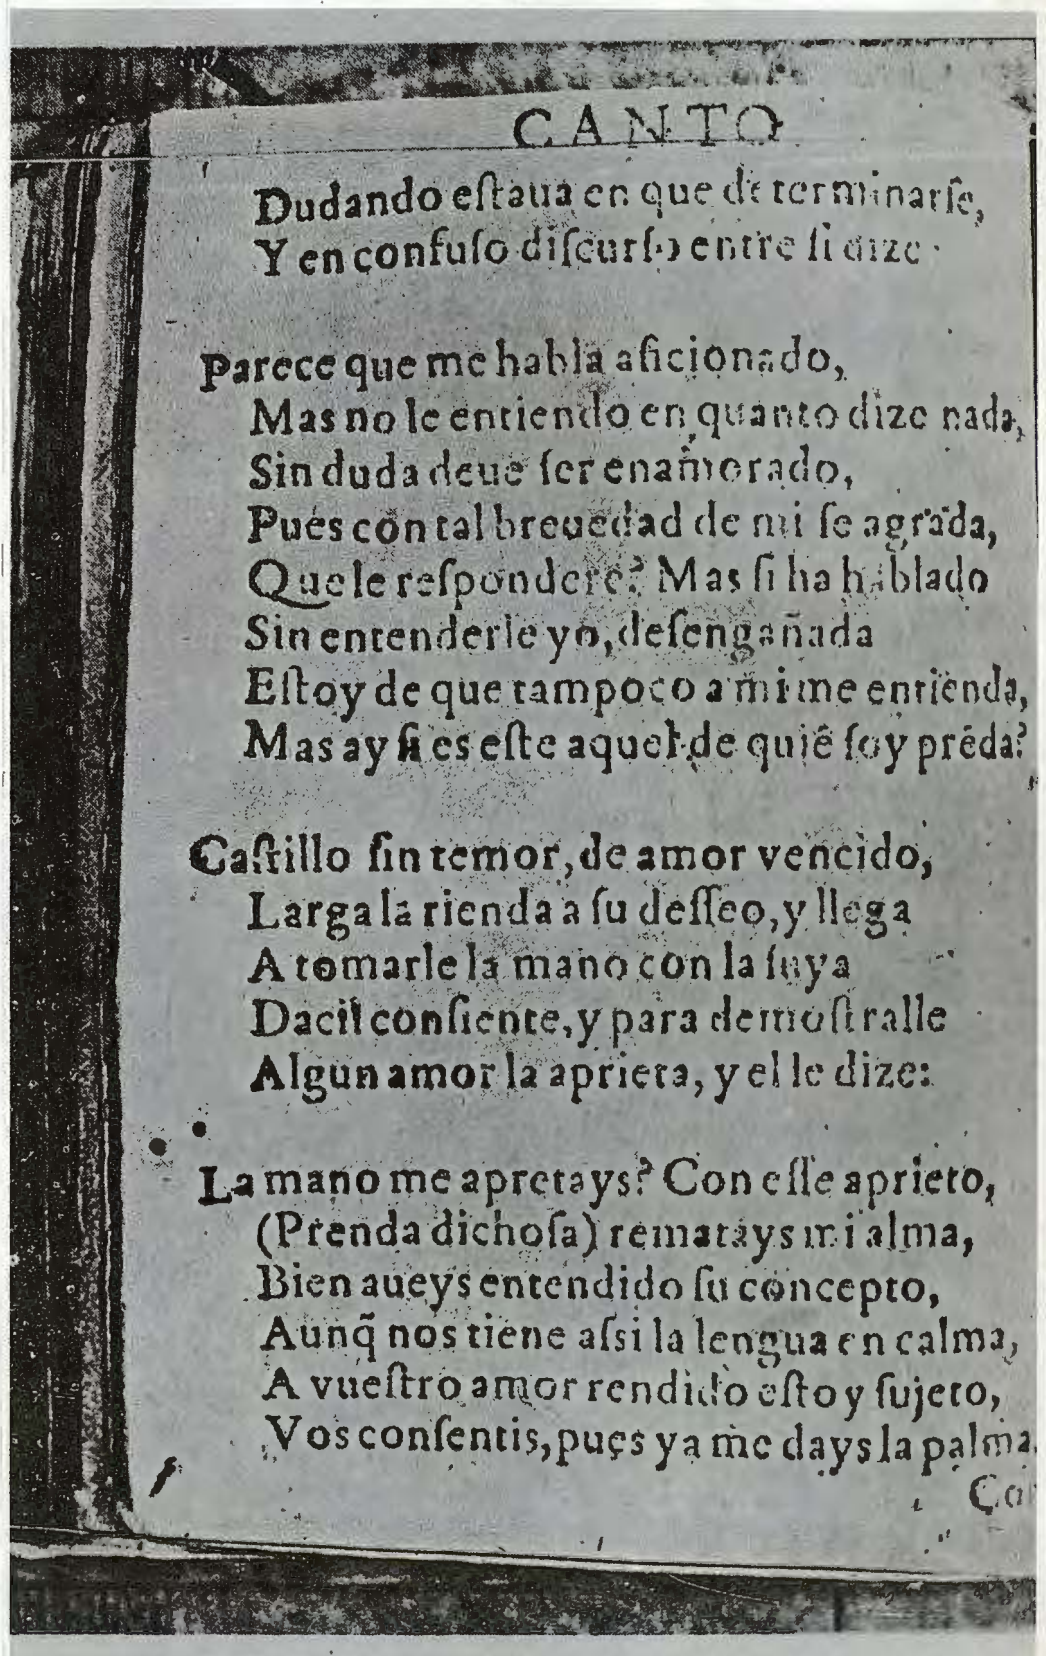 CANTO
Dudando eſtaua en que determinarſe,
Y en confuſo diſcurſo entre ſi dize
Parece que me habla aficionado,
Mas no le entiendo en quanto dize nada,
Sin duda deue ſer enamorado,
Pues con tal breuedad de mi ſe agrada,
Que le reſpondere? Mas ſi ha hablado
Sin entenderle yo, deſengañada
Eſtoy de que tampoco a mi me entienda,
Mas ay ſi es eſte aquel de quiē ſoy prēda?
Caſtillo ſin temor, de amor vencido,
Larga la rienda a ſu deſſeo, y llega
A tomarle la mano con la ſuya
Dacil conſiente, y para demoſtralle
Algun amor la aprieta, y el le dize:
La mano me apretays? Con eſſe aprieto,
(Prenda dichoſa) rematays mi alma,
Bien aueys entendido ſu concepto,
Aunq̃ nos tiene aſsi la lengua en calma,
A vueſtro amor rendido eſtoy ſujeto,
Vos conſentis, pues ya me days la palma